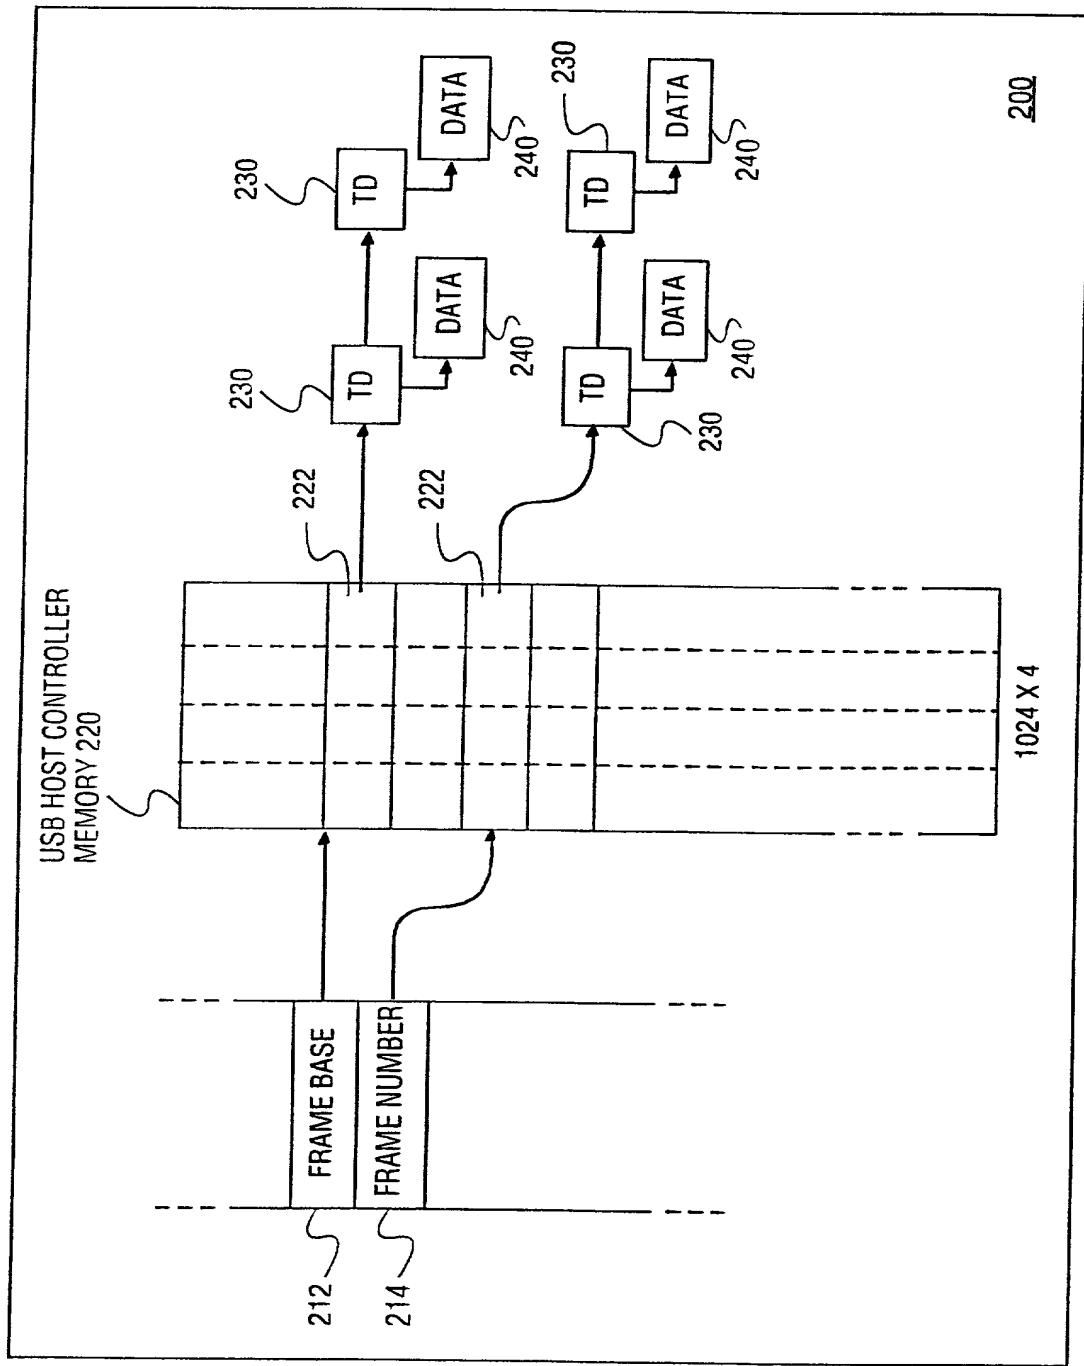 USB HOST CONTROLLER
MEMORY 220
212
FRAME BASE
214
FRAME NUMBER
222
222
1024 X 4
230
TD
DATA
240
230
TD
DATA
240
TD
230
DATA
240
230
TD
DATA
240
200